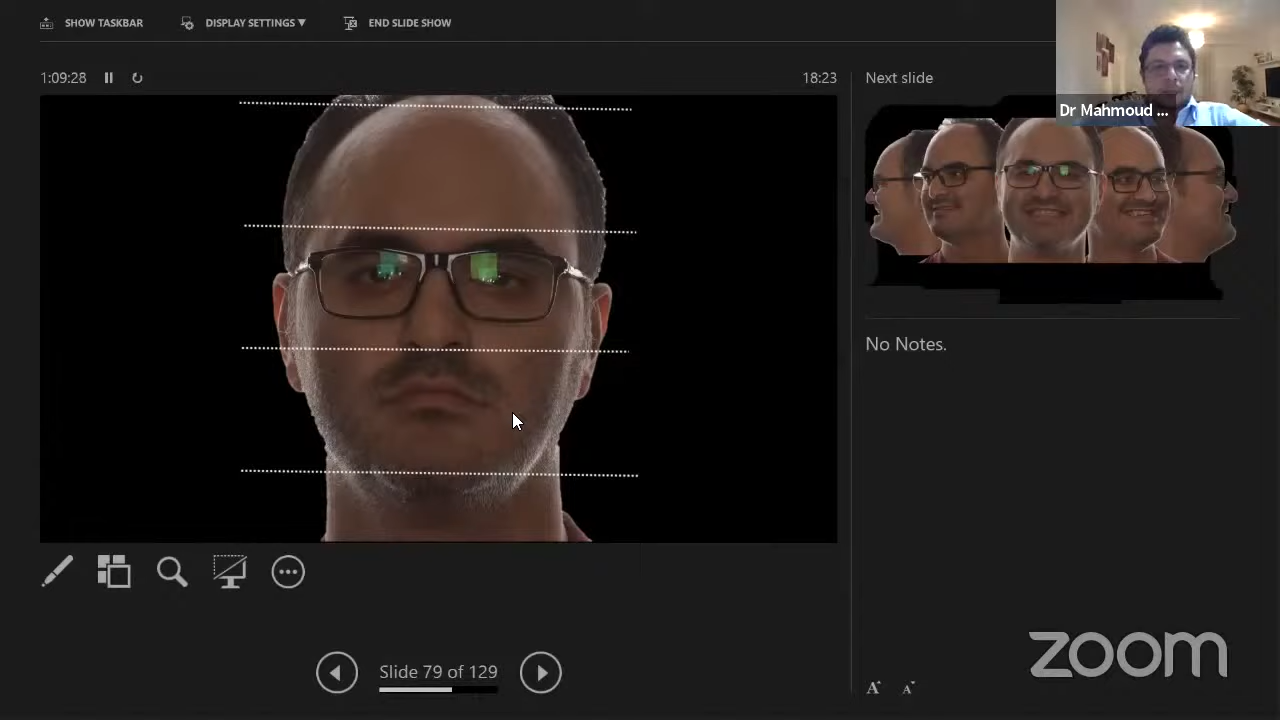 SHOW TASKBAR
DISPLAY SETTINGS ▼
END SLIDE SHOW
1:09:28
18:23
Next slide
Dr Mahmoud ...
No Notes.
Slide 79 of 129
A A
zoom